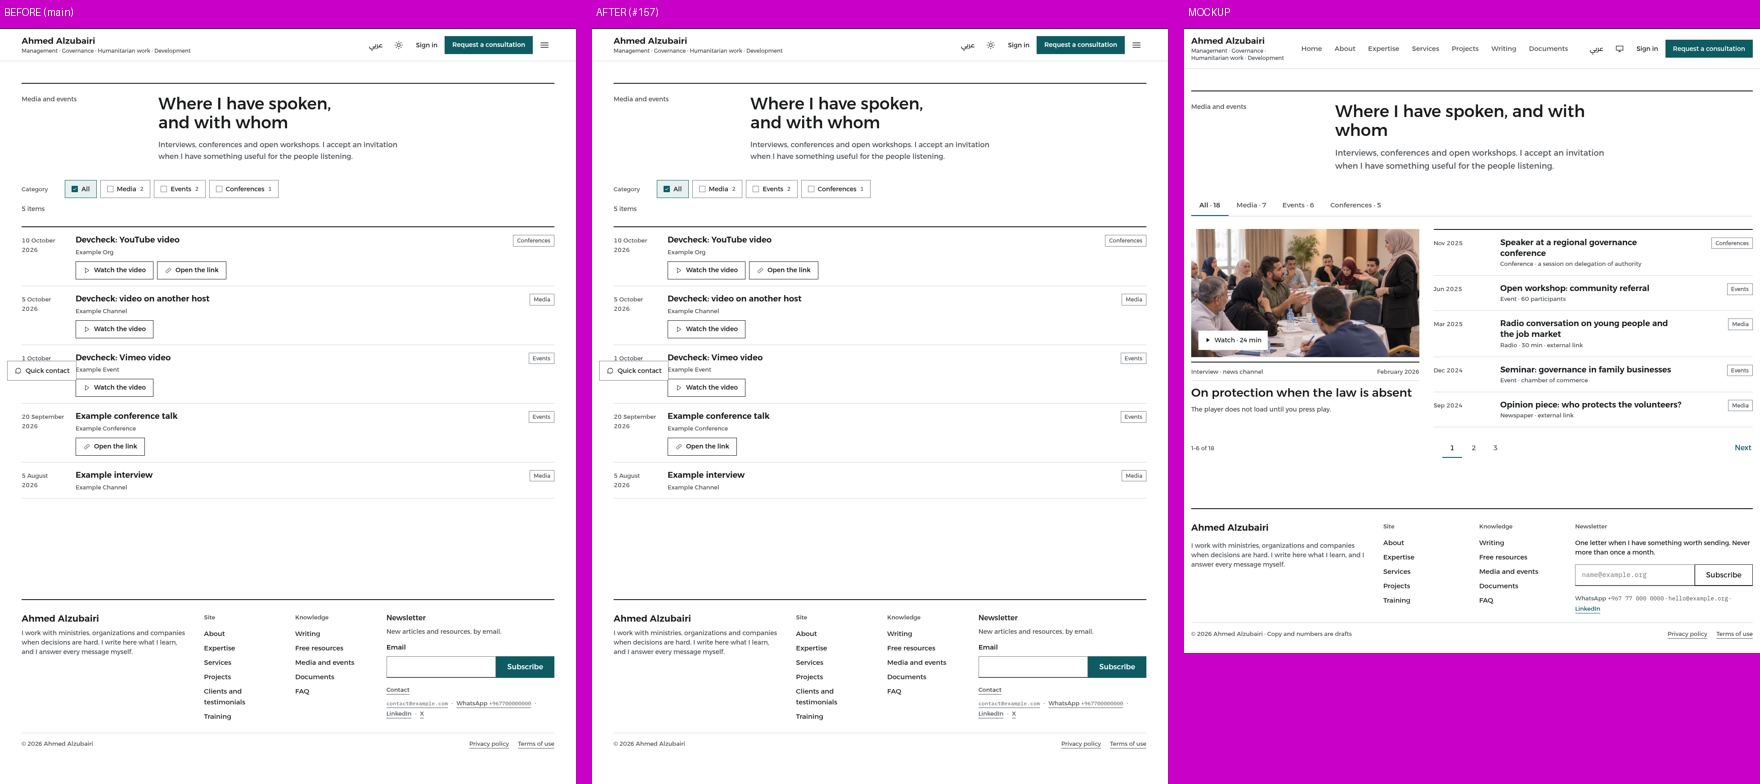 BEFORE (main)
Ahmed Alzubairi
Management · Governance · Humanitarian work · Development
عربي
Sign in
Request a consultation
Media and events
Where I have spoken,
and with whom
Interviews, conferences and open workshops. I accept an invitation
when I have something useful for the people listening.
Category
All
Media 2
Events 2
Conferences 1
5 items
10 October
2026
Devcheck: YouTube video
Example Org
Watch the video
Open the link
Conferences
5 October
2026
Devcheck: video on another host
Example Channel
Watch the video
Media
1 October
Devcheck: Vimeo video
Example Event
Watch the video
Events
Quick contact
20 September
2026
Example conference talk
Example Conference
Open the link
Events
5 August
2026
Example interview
Example Channel
Media
Ahmed Alzubairi
I work with ministries, organizations and companies
when decisions are hard. I write here what I learn,
and I answer every message myself.
Site
About
Expertise
Services
Projects
Clients and
testimonials
Training
Knowledge
Writing
Free resources
Media and events
Documents
FAQ
Newsletter
New articles and resources, by email.
Email
Subscribe
Contact
contact@example.com · WhatsApp +967700000000 ·
LinkedIn · X
© 2026 Ahmed Alzubairi
Privacy policy
Terms of use
AFTER (#157)
Ahmed Alzubairi
Management · Governance · Humanitarian work · Development
عربي
Sign in
Request a consultation
Media and events
Where I have spoken,
and with whom
Interviews, conferences and open workshops. I accept an invitation
when I have something useful for the people listening.
Category
All
Media 2
Events 2
Conferences 1
5 items
10 October
2026
Devcheck: YouTube video
Example Org
Watch the video
Open the link
Conferences
5 October
2026
Devcheck: video on another host
Example Channel
Watch the video
Media
1 October
Devcheck: Vimeo video
Example Event
Watch the video
Events
Quick contact
20 September
2026
Example conference talk
Example Conference
Open the link
Events
5 August
2026
Example interview
Example Channel
Media
Ahmed Alzubairi
I work with ministries, organizations and companies
when decisions are hard. I write here what I learn,
and I answer every message myself.
Site
About
Expertise
Services
Projects
Clients and
testimonials
Training
Knowledge
Writing
Free resources
Media and events
Documents
FAQ
Newsletter
New articles and resources, by email.
Email
Subscribe
Contact
contact@example.com · WhatsApp +967700000000 ·
LinkedIn · X
© 2026 Ahmed Alzubairi
Privacy policy
Terms of use
MOCKUP
Ahmed Alzubairi
Management · Governance ·
Humanitarian work · Development
Home
About
Expertise
Services
Projects
Writing
Documents
عربي
Sign in
Request a consultation
Media and events
Where I have spoken, and with
whom
Interviews, conferences and open workshops. I accept an invitation
when I have something useful for the people listening.
All · 18
Media · 7
Events · 6
Conferences · 5
Watch · 24 min
Interview · news channel
February 2026
On protection when the law is absent
The player does not load until you press play.
Nov 2025
Speaker at a regional governance
conference
Conference · a session on delegation of authority
Conferences
Jun 2025
Open workshop: community referral
Event · 60 participants
Events
Mar 2025
Radio conversation on young people and
the job market
Radio · 30 min · external link
Media
Dec 2024
Seminar: governance in family businesses
Event · chamber of commerce
Events
Sep 2024
Opinion piece: who protects the volunteers?
Newspaper · external link
Media
1-6 of 18
1
2
3
Next
Ahmed Alzubairi
I work with ministries, organizations and companies
when decisions are hard. I write here what I learn, and I
answer every message myself.
Site
About
Expertise
Services
Projects
Training
Knowledge
Writing
Free resources
Media and events
Documents
FAQ
Newsletter
One letter when I have something worth sending. Never
more than once a month.
name@example.org
Subscribe
WhatsApp +967 77 000 0000 · hello@example.org ·
LinkedIn
© 2026 Ahmed Alzubairi · Copy and numbers are drafts
Privacy policy
Terms of use